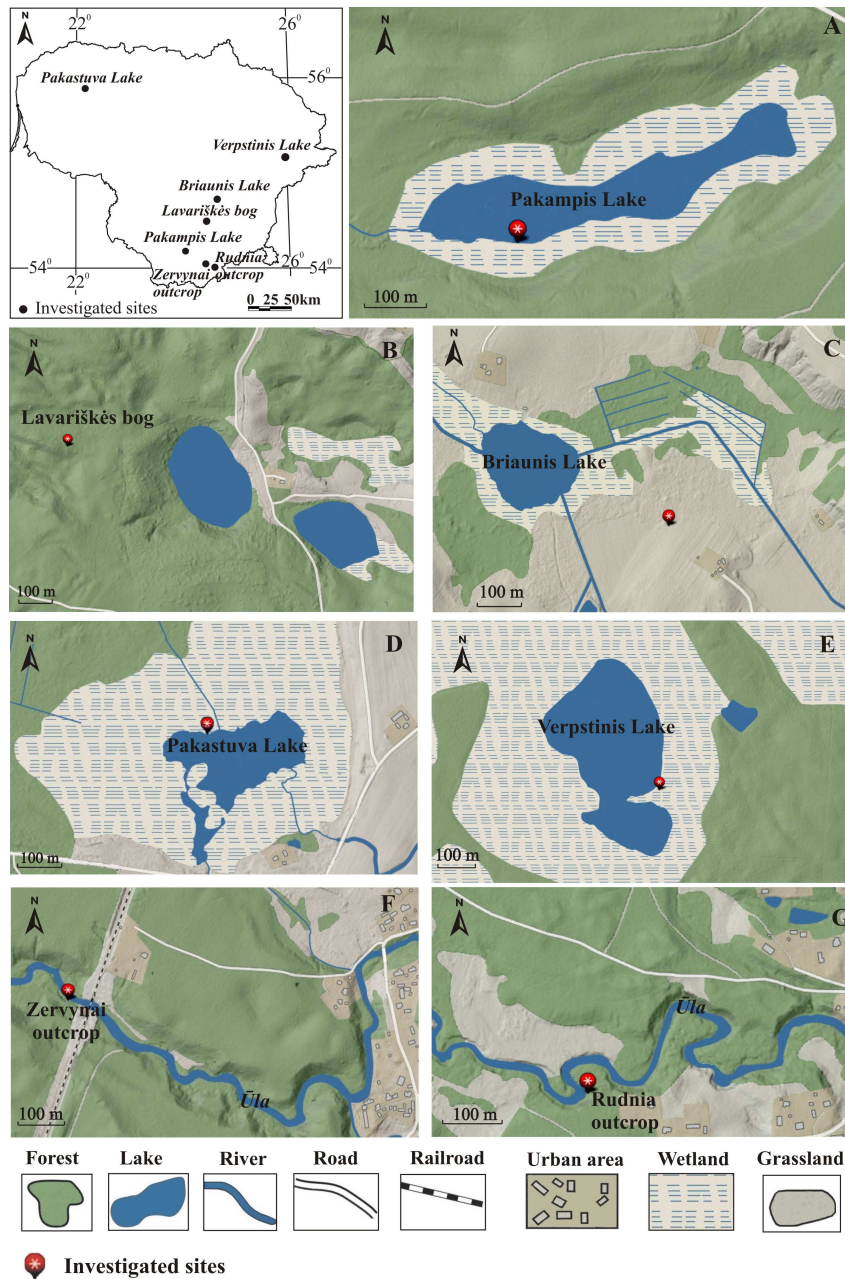 N
22⁰
26⁰
Pakastuva Lake
56⁰
Verpstinis Lake
Briaunis Lake
Lavariškės bog
Pakampis Lake
Rudnia
54⁰
22⁰
Zervynai outcrop
26⁰
54⁰
outcrop
Investigated sites
0 25 50km
N
A
Pakampis Lake
100 m
N
B
Lavariškės bog
100 m
N
C
Briaunis Lake
100 m
N
D
Pakastuva Lake
100 m
N
E
Verpstinis Lake
100 m
N
F
Zervynai
outcrop
Ūla
100 m
N
G
Ūla
Rudnia
outcrop
100 m
Forest Lake River Road Railroad Urban area Wetland Grassland
Investigated sites